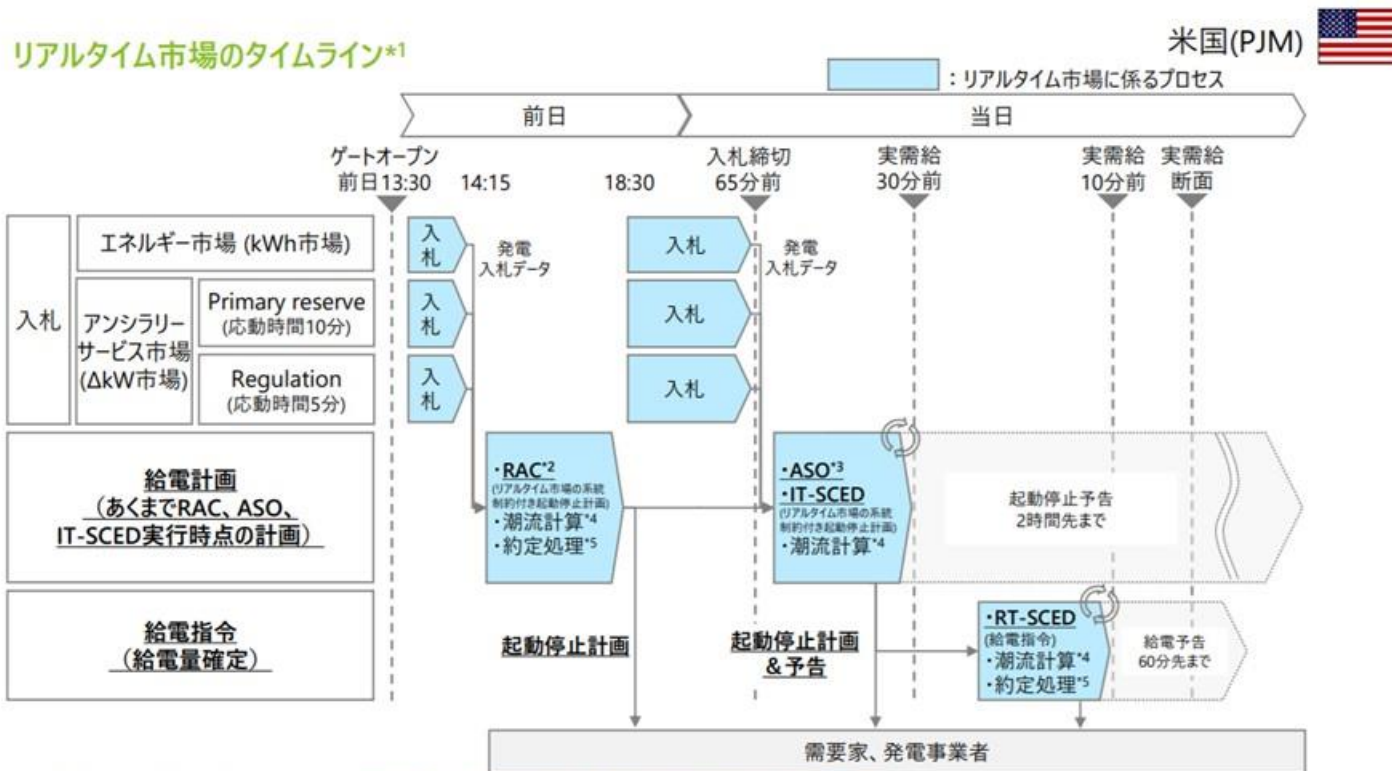 リアルタイム市場のタイムライン*1
米国(PJM)
：リアルタイム市場に係るプロセス
前日
当日
ゲートオープン
前日13:30
14:15
18:30
入札締切
65分前
実需給
30分前
実需給
10分前
実需給
断面
入札
エネルギー市場 (kWh市場)
アンシラリー
サービス市場
(ΔkW市場)
Primary reserve
(応動時間10分)
Regulation
(応動時間5分)
入
札
入
札
入
札
発電
入札データ
入札
入札
入札
発電
入札データ
給電計画
（あくまでRAC、ASO、
IT-SCED実行時点の計画）
・RAC*2
(リアルタイム市場の系統
制約付き起動停止計画)
・潮流計算*4
・約定処理*5
・ASO*3
・IT-SCED
(リアルタイム市場の系統
制約付き起動停止計画)
・潮流計算*4
起動停止予告
2時間先まで
給電指令
（給電量確定）
起動停止計画
起動停止計画
＆予告
・RT-SCED
(給電指令)
・潮流計算*4
・約定処理*5
給電予告
60分先まで
需要家、発電事業者